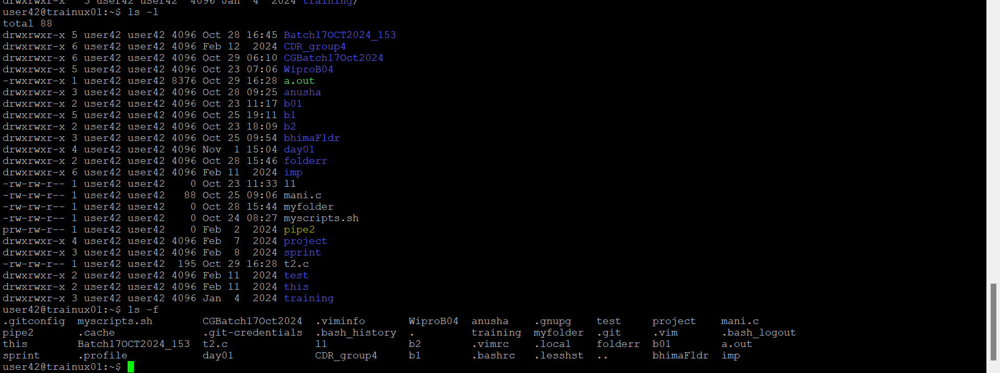 drwxrwxr-x   3 user42 user42  4096 Jan  4  2024 training/
user42@trainux01:~$ ls -l
total 88
drwxrwxr-x 5 user42 user42 4096 Oct 28 16:45 Batch17OCT2024_153
drwxrwxr-x 6 user42 user42 4096 Feb 12  2024 CDR_group4
drwxrwxr-x 6 user42 user42 4096 Oct 29 06:10 CGBatch17Oct2024
drwxrwxr-x 5 user42 user42 4096 Oct 23 07:06 WiproB04
-rwxrwxr-x 1 user42 user42 8376 Oct 29 16:28 a.out
drwxrwxr-x 3 user42 user42 4096 Oct 28 09:25 anusha
drwxrwxr-x 2 user42 user42 4096 Oct 23 11:17 b01
drwxrwxr-x 5 user42 user42 4096 Oct 25 19:11 b1
drwxrwxr-x 2 user42 user42 4096 Oct 23 18:09 b2
drwxrwxr-x 3 user42 user42 4096 Oct 25 09:54 bhimaFldr
drwxrwxr-x 4 user42 user42 4096 Nov  1 15:04 day01
drwxrwxr-x 2 user42 user42 4096 Oct 28 15:46 folderr
drwxrwxr-x 6 user42 user42 4096 Feb 11  2024 imp
-rw-rw-r-- 1 user42 user42    0 Oct 23 11:33 l1
-rw-rw-r-- 1 user42 user42   88 Oct 25 09:06 mani.c
-rw-rw-r-- 1 user42 user42    0 Oct 28 15:44 myfolder
-rw-rw-r-- 1 user42 user42    0 Oct 24 08:27 myscripts.sh
prw-rw-r-- 1 user42 user42    0 Feb  2  2024 pipe2
drwxrwxr-x 4 user42 user42 4096 Feb  7  2024 project
drwxrwxr-x 3 user42 user42 4096 Feb  8  2024 sprint
-rw-rw-r-- 1 user42 user42  195 Oct 29 16:28 t2.c
drwxrwxr-x 2 user42 user42 4096 Feb 11  2024 test
drwxrwxr-x 2 user42 user42 4096 Feb 11  2024 this
drwxrwxr-x 3 user42 user42 4096 Jan  4  2024 training
user42@trainux01:~$ ls -f
.gitconfig  myscripts.sh        CGBatch17Oct2024  .viminfo       WiproB04  anusha    .gnupg    test     project    mani.c
pipe2       .cache              .git-credentials  .bash_history  .         training  myfolder  .git     .vim       .bash_logout
this        Batch17OCT2024_153  t2.c              l1             b2        .vimrc    .local    folderr  b01        a.out
sprint      .profile            day01             CDR_group4     b1        .bashrc   .lesshst  ..       bhimaFldr  imp
user42@trainux01:~$